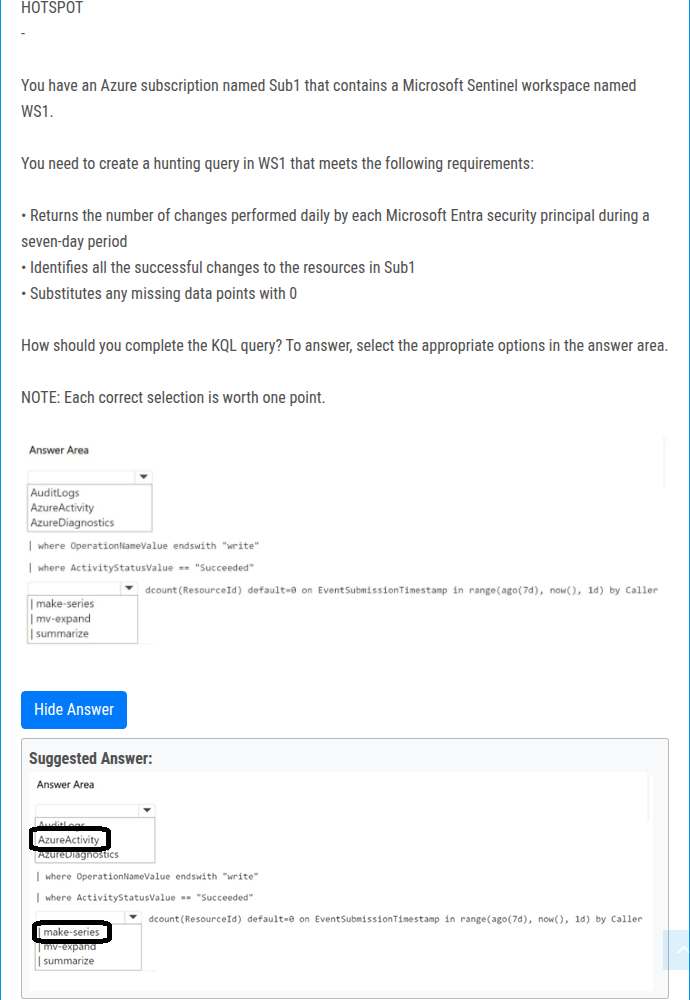 HOTSPOT
-
You have an Azure subscription named Sub1 that contains a Microsoft Sentinel workspace named
WS1.
You need to create a hunting query in WS1 that meets the following requirements:
• Returns the number of changes performed daily by each Microsoft Entra security principal during a
seven-day period
• Identifies all the successful changes to the resources in Sub1
• Substitutes any missing data points with 0
How should you complete the KQL query? To answer, select the appropriate options in the answer area.
NOTE: Each correct selection is worth one point.
Answer Area
AuditLogs
AzureActivity
AzureDiagnostics
| where OperationNameValue endswith "write"
| where ActivityStatusValue == "Succeeded"
dcount(ResourceId) default=0 on EventSubmissionTimestamp in range(ago(7d), now(), 1d) by Caller
| make-series
| mv-expand
| summarize
Hide Answer
Suggested Answer:
Answer Area
AuditLogs
AzureActivity
AzureDiagnostics
| where OperationNameValue endswith "write"
| where ActivityStatusValue == "Succeeded"
dcount(ResourceId) default=0 on EventSubmissionTimestamp in range(ago(7d), now(), 1d) by Caller
| make-series
| mv-expand
| summarize